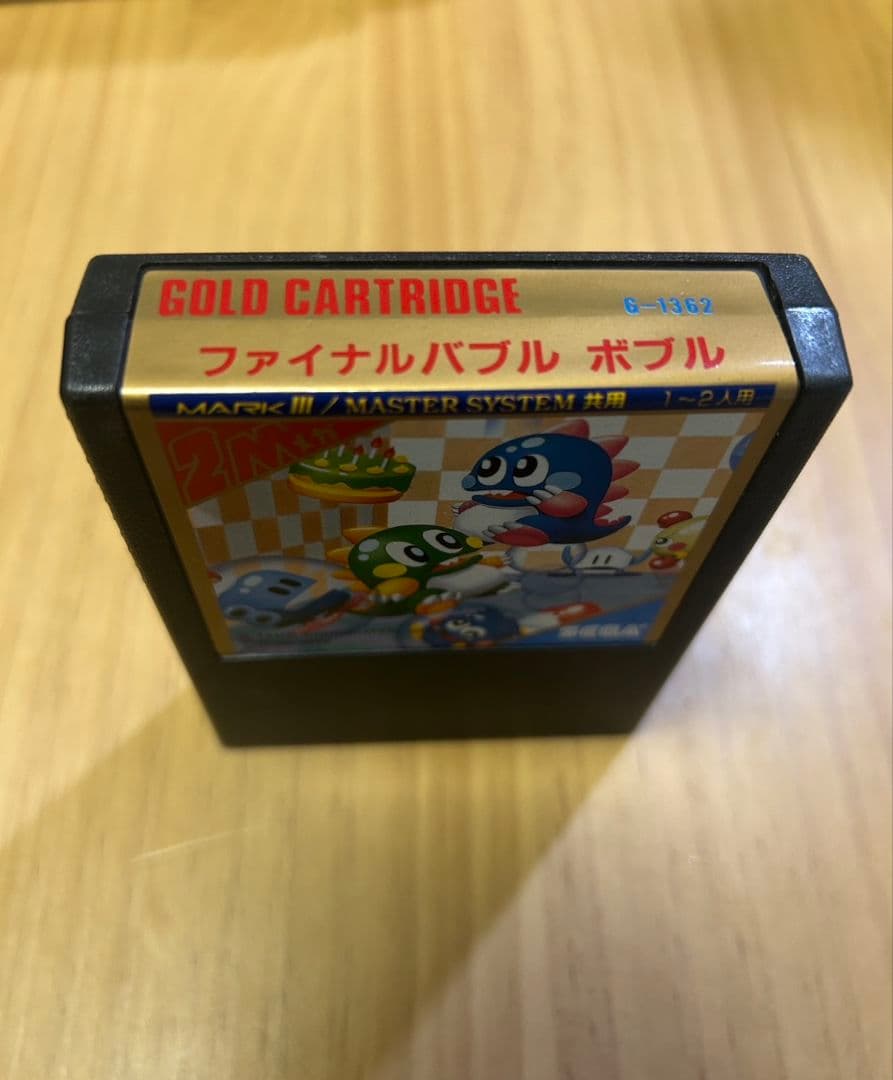 GOLD CARTRIDGE G-1362
ファイナルバブル ボブル
MARK III / MASTER SYSTEM 共用 1〜2人用
2M
SEGA